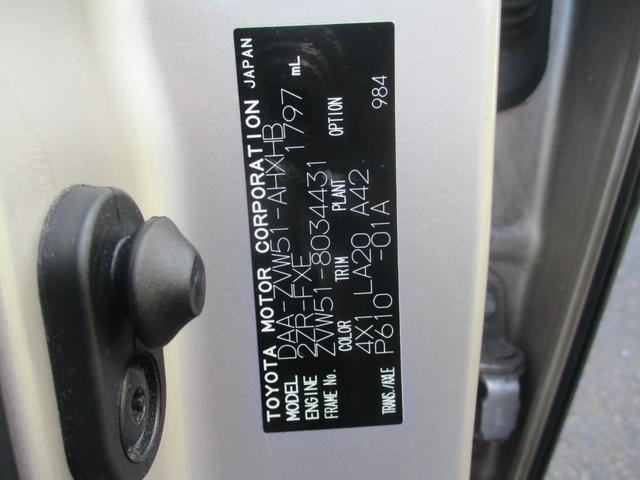 TOYOTA MOTOR CORPORATION JAPAN
MODEL DAA-ZVW51-AHXHB
ENGINE 2ZR-FXE 1797 mL
FRAME No. ZVW51-8034431
COLOR TRIM PLANT OPTION
4X1 LA20 A42 984
TRANS./AXLE P610 -01A